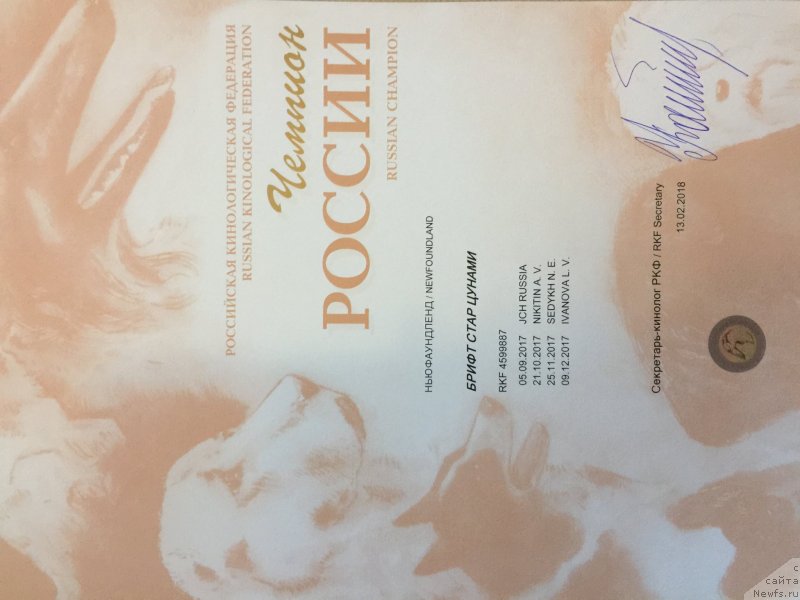 РОССИЙСКАЯ КИНОЛОГИЧЕСКАЯ ФЕДЕРАЦИЯ
RUSSIAN KINOLOGICAL FEDERATION
Чемпион
РОССИИ
RUSSIAN CHAMPION
НЬЮФАУНДЛЕНД / NEWFOUNDLAND
БРИФТ СТАР ЦУНАМИ
RKF 4599887
05.09.2017 JCH RUSSIA
21.10.2017 NIKITIN A. V.
25.11.2017 SEDYKH N. E.
09.12.2017 IVANOVA L. V.
Секретарь-кинолог РКФ / RKF Secretary
13.02.2018
с
сайта
Newfs.ru